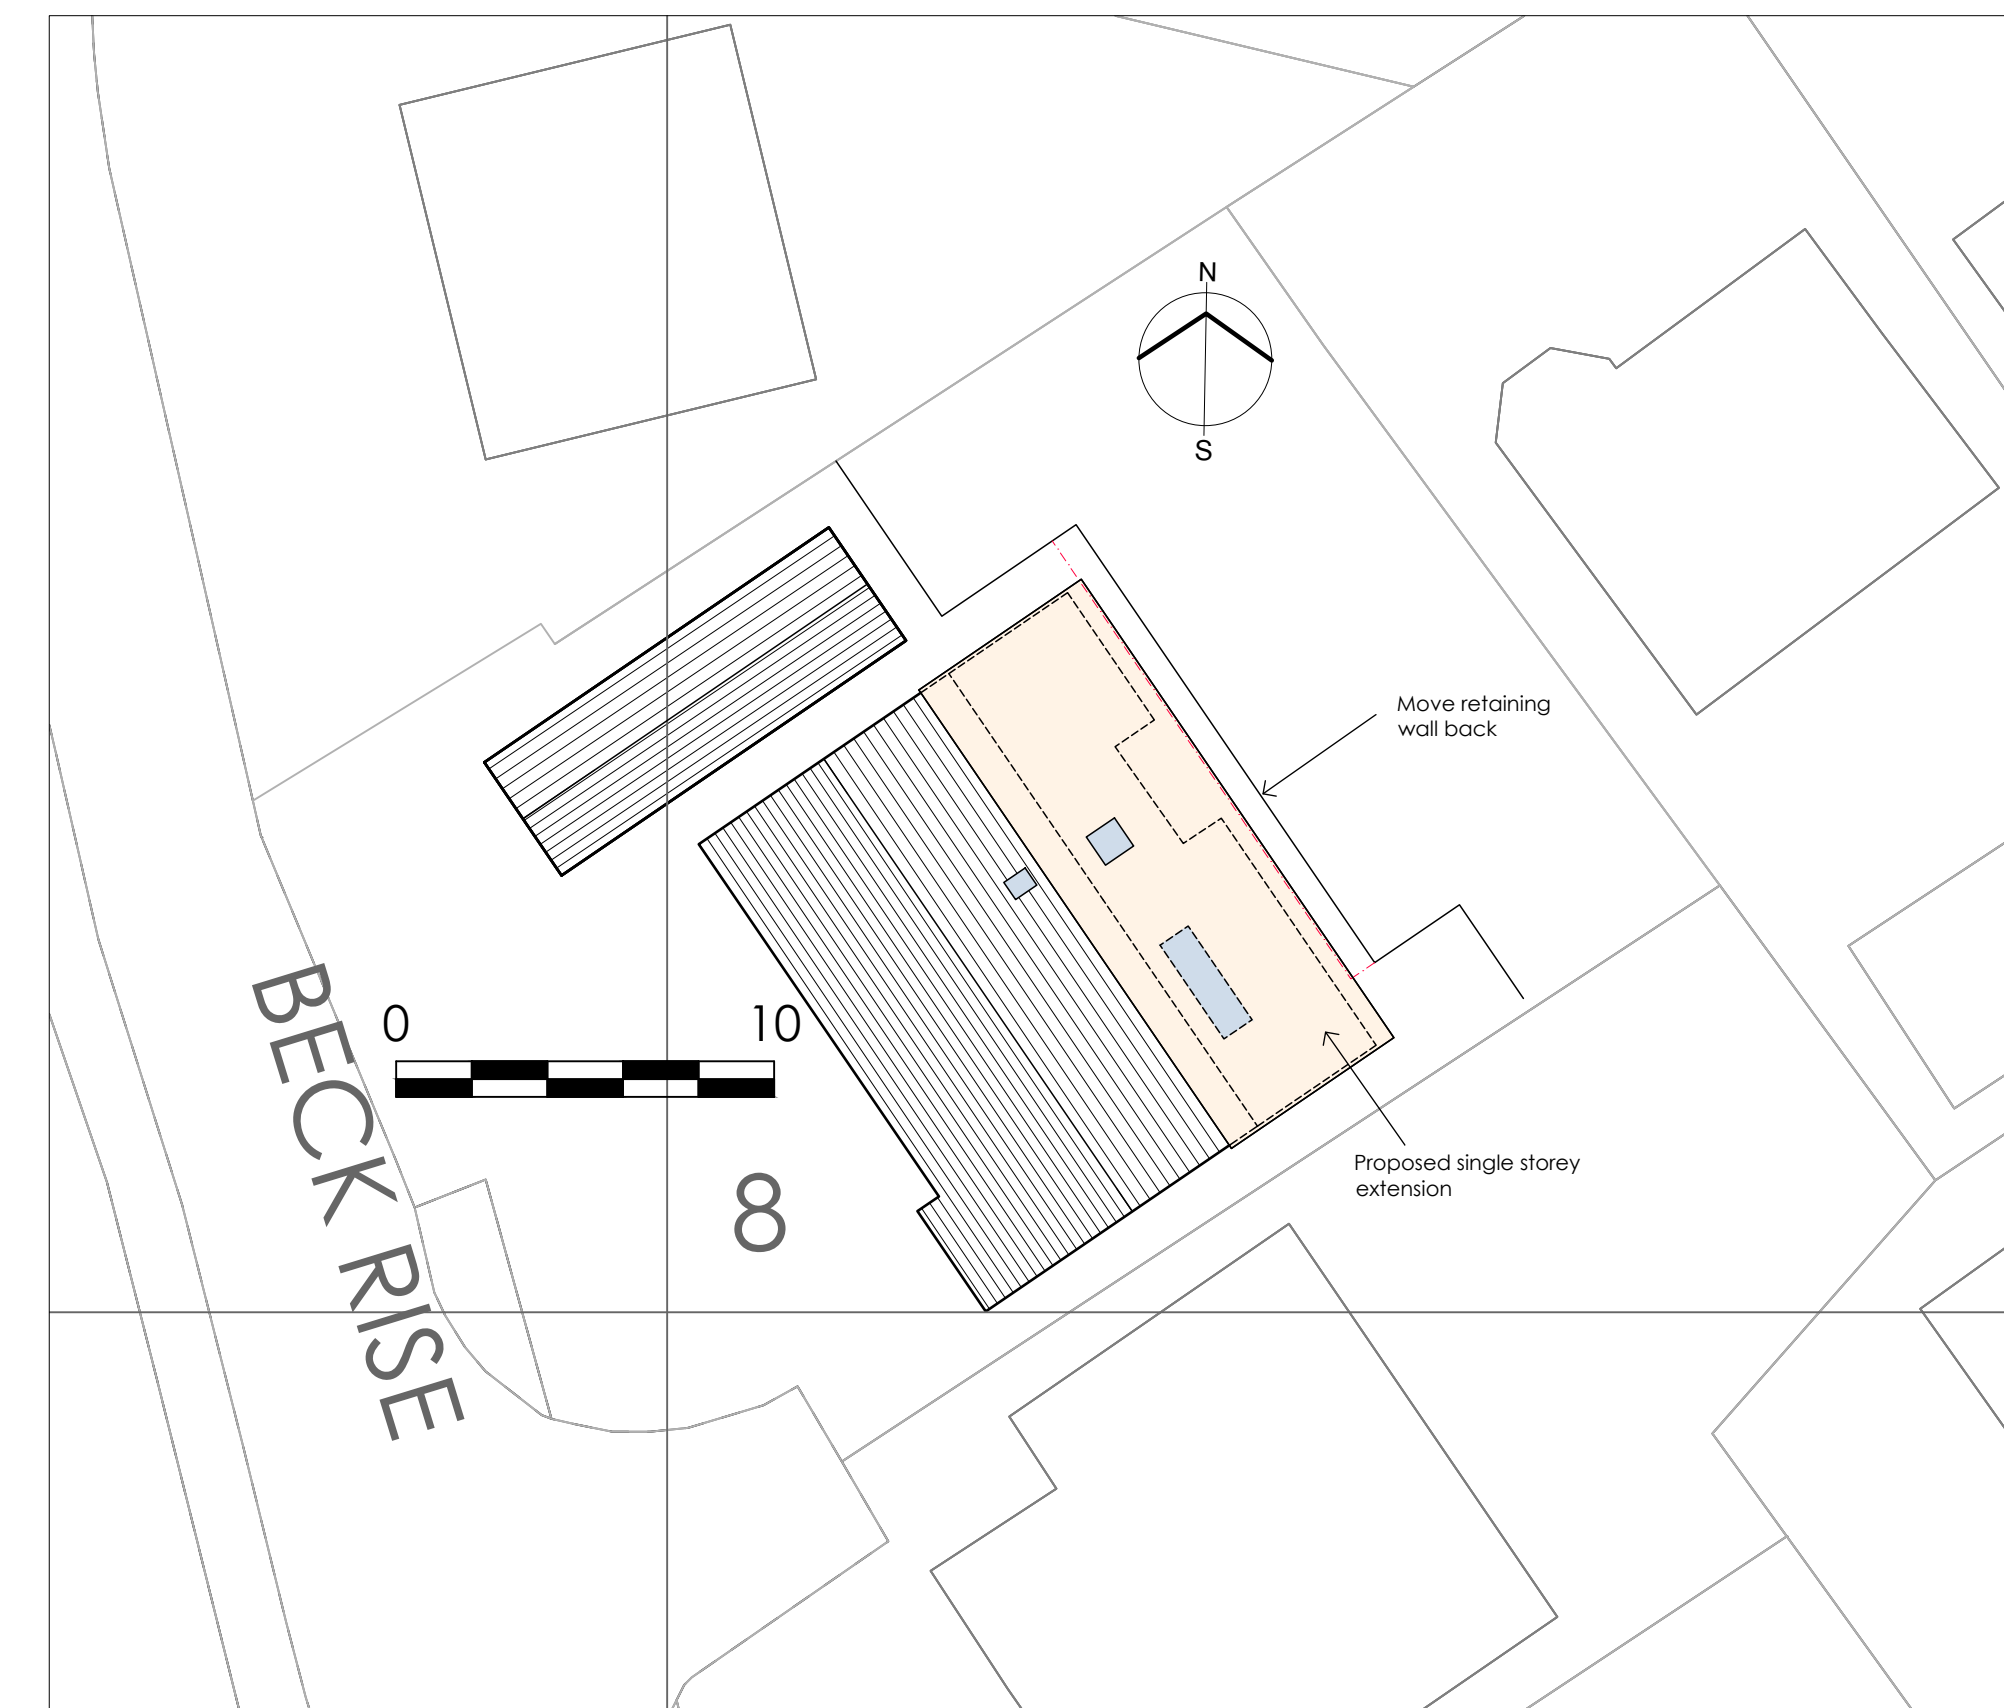 N
S
Move retaining
wall back
BECK RISE
0 10
8
Proposed single storey
extension